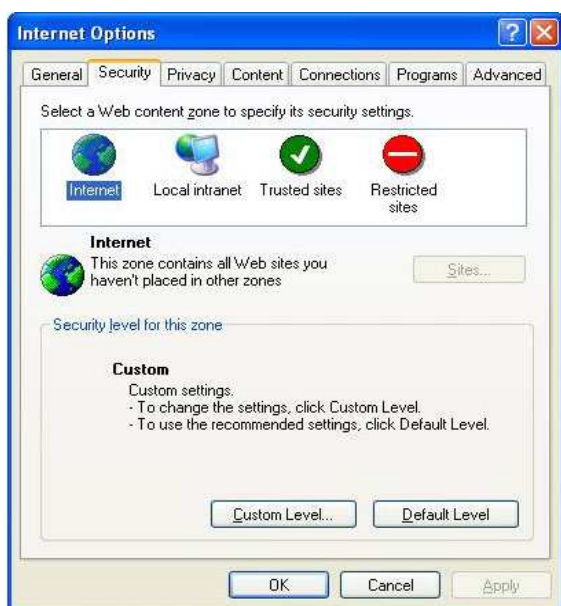 Internet Options
General Security Privacy Content Connections Programs Advanced
Select a Web content zone to specify its security settings.
Internet Local intranet Trusted sites Restricted
sites
Internet
This zone contains all Web sites you
haven't placed in other zones
Sites...
Security level for this zone
Custom
Custom settings.
- To change the settings, click Custom Level.
- To use the recommended settings, click Default Level.
Custom Level... Default Level
OK Cancel Apply